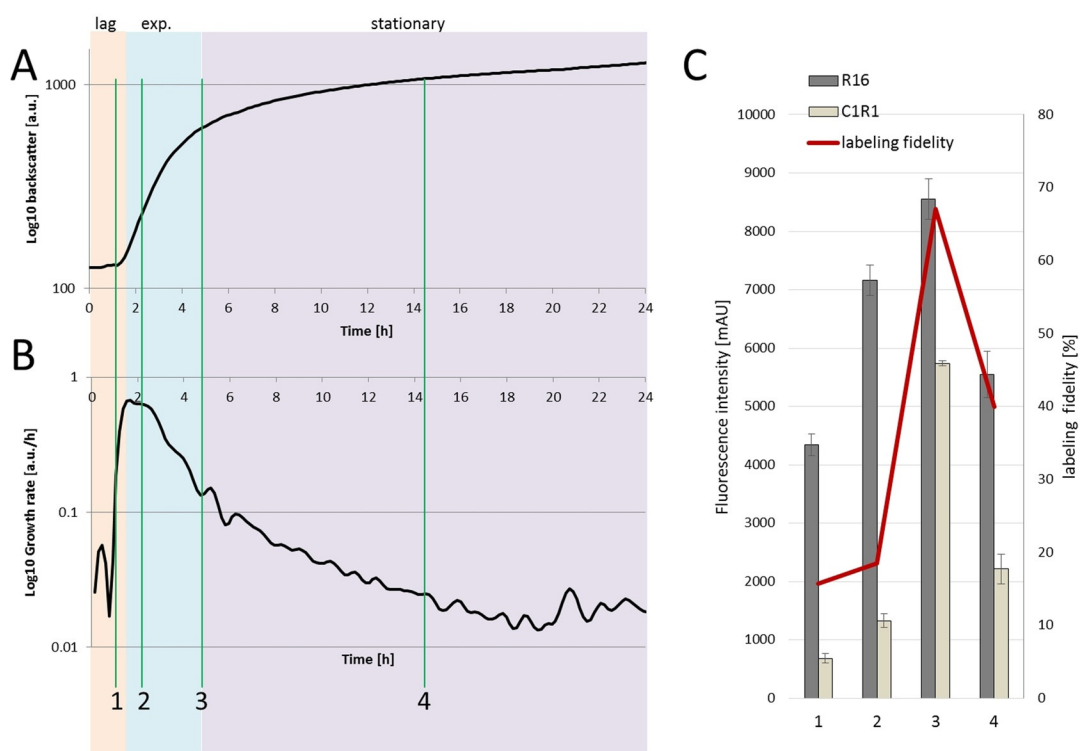 lag exp. stationary
A
Log10 backscatter [a.u.]
1000
100
0 2 4 6 8 10 12 14 16 18 20 22 24
Time [h]
B
Log10 Growth rate [a.u./h]
1
0 2 4 6 8 10 12 14 16 18 20 22 24
0.1
0.01
Time [h]
1 2 3 4
C
R16
C1R1
labeling fidelity
Fluorescence intensity [mAU]
10000
9000
8000
7000
6000
5000
4000
3000
2000
1000
0
labeling fidelity [%]
80
70
60
50
40
30
20
10
0
1 2 3 4